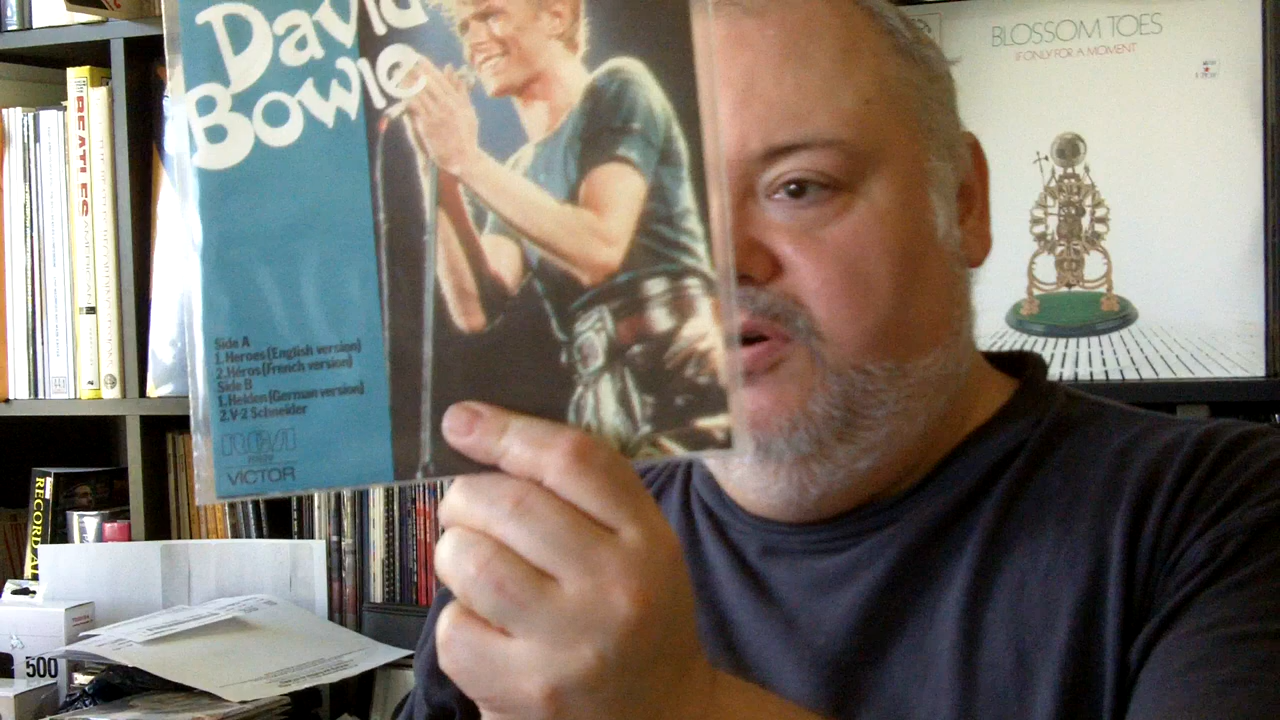 David
Bowie
Side A
1. Heroes (English version)
2. Héros (French version)
Side B
1. Helden (German version)
2. V-2 Schneider
RCA
VICTOR
BLOSSOM TOES
IF ONLY FOR A MOMENT
BEATLES
RECORD
500